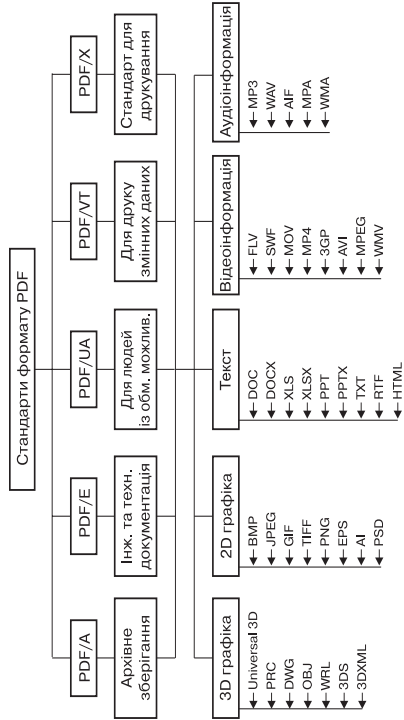 Стандарти формату PDF
PDF/A
PDF/E
PDF/UA
PDF/VT
PDF/X
Архівне
зберігання
Інж. та техн.
документація
Для людей
із обм. можлив.
Для друку
змінних даних
Стандарт для
друкування
3D графіка
2D графіка
Текст
Відеоінформація
Аудіоінформація
Universal 3D
PRC
DWG
OBJ
WRL
3DS
3DXML
BMP
JPEG
GIF
TIFF
PNG
EPS
AI
PSD
DOC
DOCX
XLS
XLSX
PPT
PPTX
TXT
RTF
HTML
FLV
SWF
MOV
MP4
3GP
AVI
MPEG
WMV
MP3
WAV
AIF
MPA
WMA